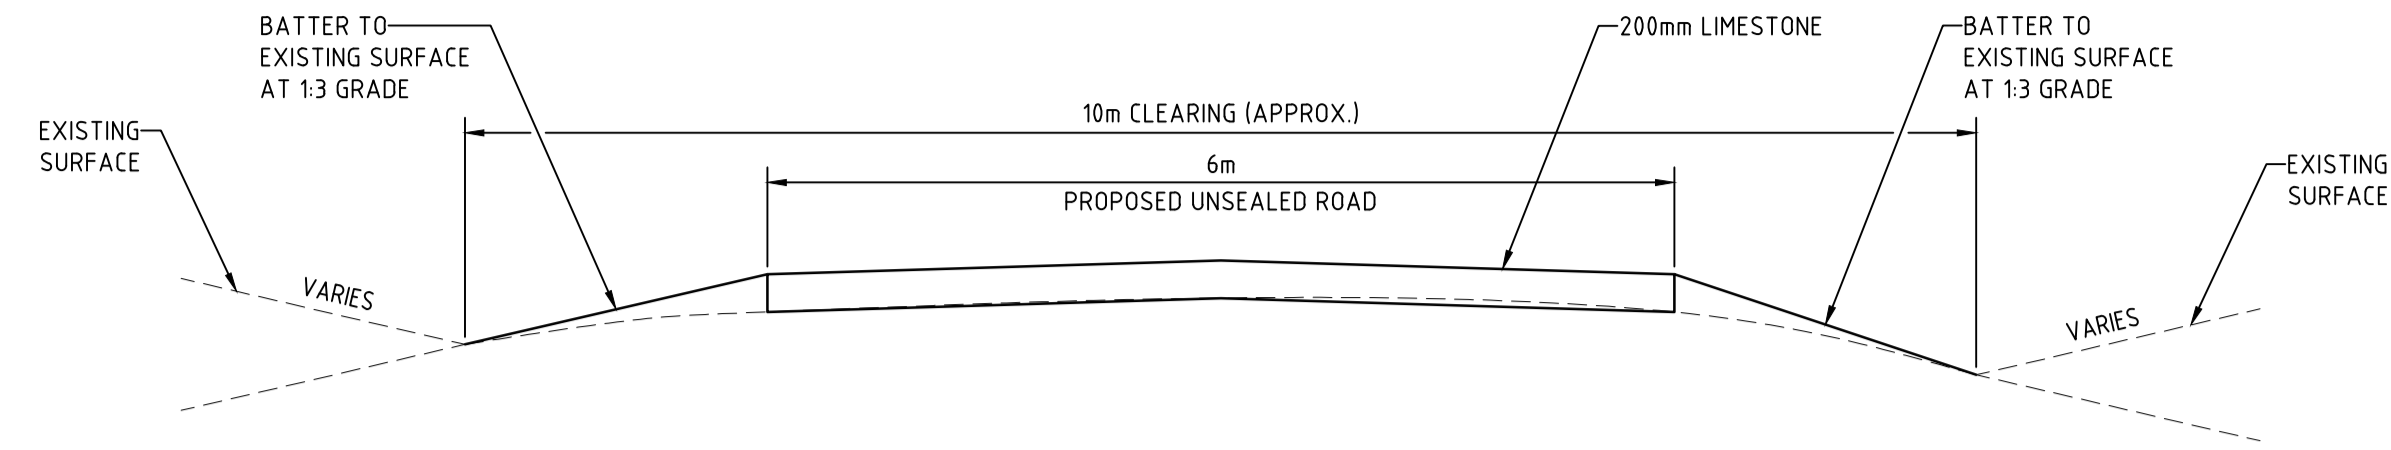 BATTER TO
EXISTING SURFACE
AT 1:3 GRADE
200mm LIMESTONE
BATTER TO
EXISTING SURFACE
AT 1:3 GRADE
10m CLEARING (APPROX.)
EXISTING
SURFACE
6m
PROPOSED UNSEALED ROAD
EXISTING
SURFACE
VARIES
VARIES